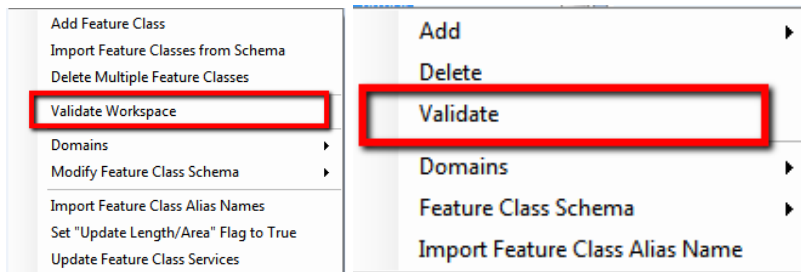 Add Feature Class
Import Feature Classes from Schema
Delete Multiple Feature Classes
Validate Workspace
Domains
Modify Feature Class Schema
Import Feature Class Alias Names
Set "Update Length/Area" Flag to True
Update Feature Class Services
Add
Delete
Validate
Domains
Feature Class Schema
Import Feature Class Alias Name